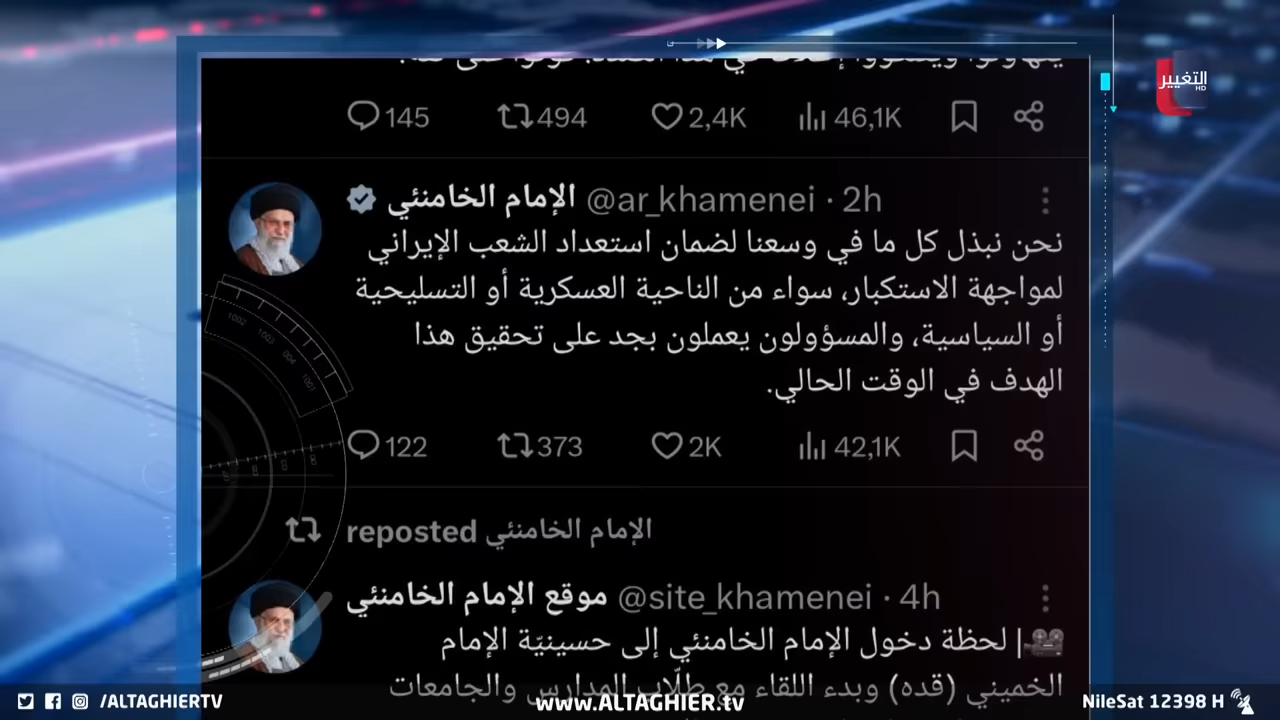 التغيير
HD
145 494 2,4K 46,1K
الإمام الخامنئي @ar_khamenei · 2h
نحن نبذل كل ما في وسعنا لضمان استعداد الشعب الإيراني
لمواجهة الاستكبار، سواء من الناحية العسكرية أو التسليحية
أو السياسية، والمسؤولون يعملون بجد على تحقيق هذا
الهدف في الوقت الحالي.
122 373 2K 42,1K
الإمام الخامنئي reposted
موقع الإمام الخامنئي @site_khamenei · 4h
🎥| لحظة دخول الإمام الخامنئي إلى حسينيّة الإمام
الخميني (قده) وبدء اللقاء مع طلّاب المدارس والجامعات
/ALTAGHIERTV www.ALTAGHIER.tv NileSat 12398 H